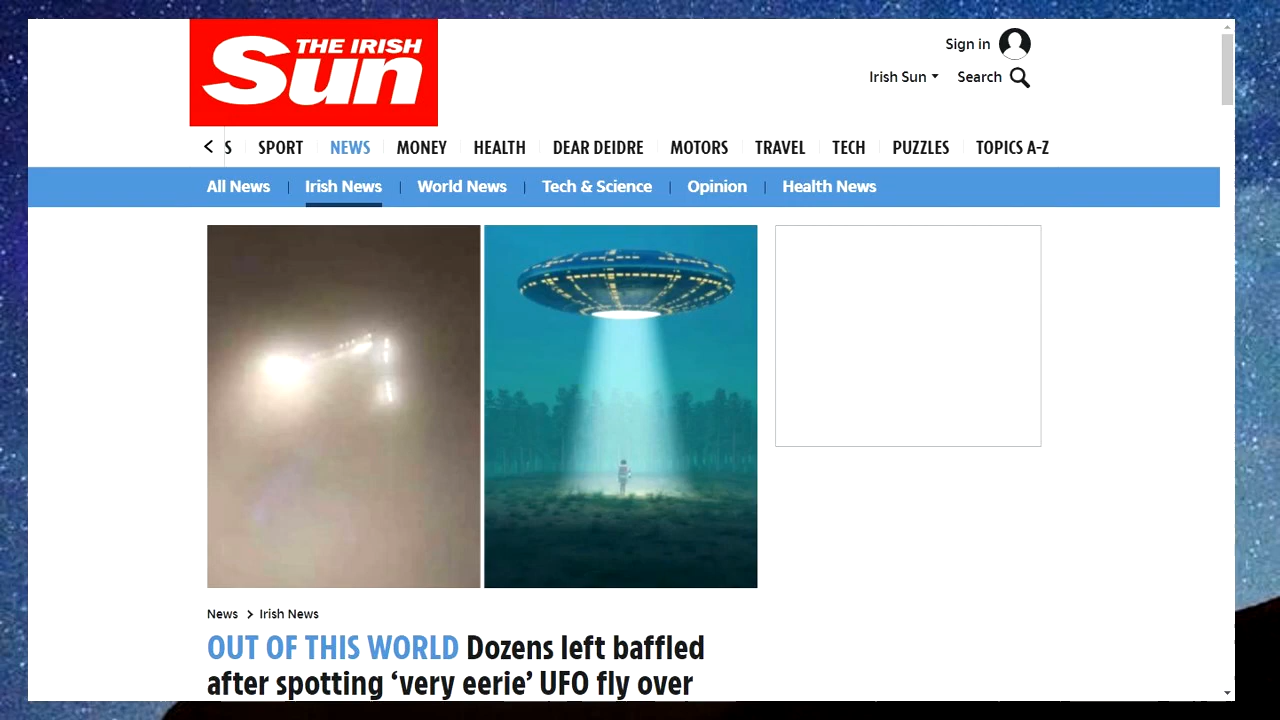 THE IRISH
Sun
Sign in
Irish Sun
Search
S
SPORT
NEWS
MONEY
HEALTH
DEAR DEIDRE
MOTORS
TRAVEL
TECH
PUZZLES
TOPICS A-Z
All News
Irish News
World News
Tech & Science
Opinion
Health News
News
Irish News
OUT OF THIS WORLD Dozens left baffled
after spotting ‘very eerie’ UFO fly over